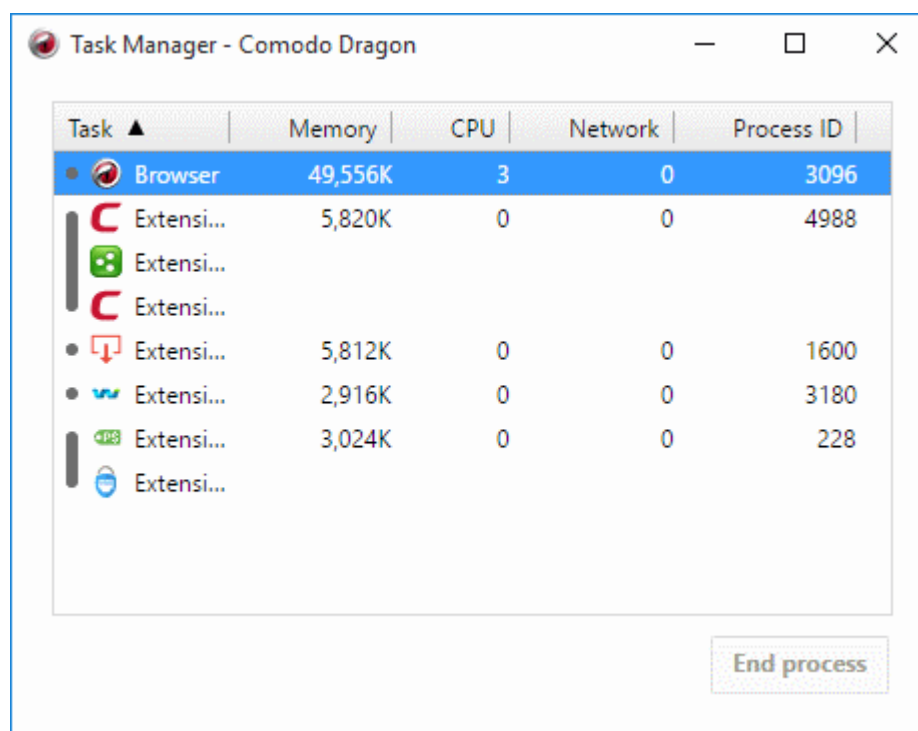 Task Manager - Comodo Dragon
Task ▲ Memory CPU Network Process ID
Browser 49,556K 3 0 3096
Extensi... 5,820K 0 0 4988
Extensi...
Extensi...
Extensi... 5,812K 0 0 1600
Extensi... 2,916K 0 0 3180
Extensi... 3,024K 0 0 228
Extensi...
End process